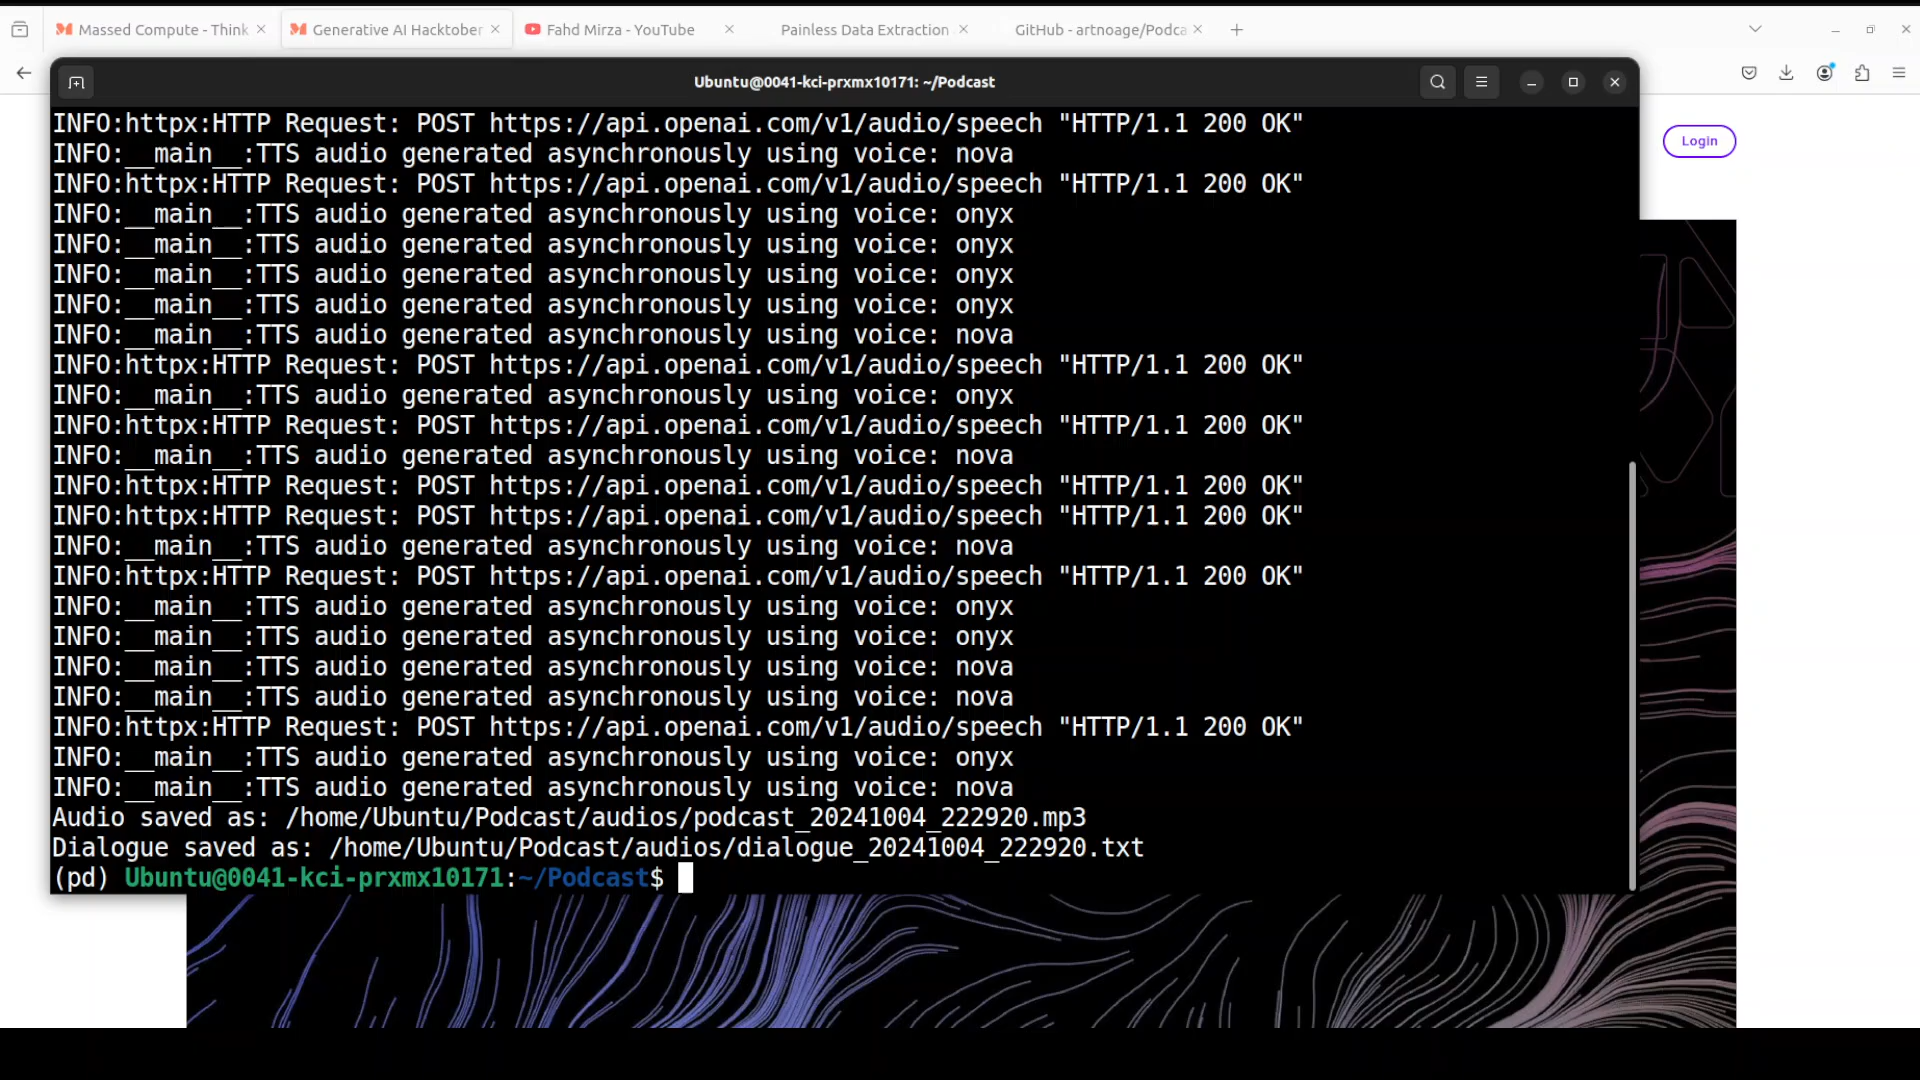 Massed Compute - Think
Generative AI Hacktober
Fahd Mirza - YouTube
Painless Data Extraction
GitHub - artnoage/Podca
Ubuntu@0041-kci-prxmx10171: ~/Podcast
Login
INFO:httpx:HTTP Request: POST https://api.openai.com/v1/audio/speech "HTTP/1.1 200 OK"
INFO:__main__:TTS audio generated asynchronously using voice: nova
INFO:httpx:HTTP Request: POST https://api.openai.com/v1/audio/speech "HTTP/1.1 200 OK"
INFO:__main__:TTS audio generated asynchronously using voice: onyx
INFO:__main__:TTS audio generated asynchronously using voice: onyx
INFO:__main__:TTS audio generated asynchronously using voice: onyx
INFO:__main__:TTS audio generated asynchronously using voice: onyx
INFO:__main__:TTS audio generated asynchronously using voice: nova
INFO:httpx:HTTP Request: POST https://api.openai.com/v1/audio/speech "HTTP/1.1 200 OK"
INFO:__main__:TTS audio generated asynchronously using voice: onyx
INFO:httpx:HTTP Request: POST https://api.openai.com/v1/audio/speech "HTTP/1.1 200 OK"
INFO:__main__:TTS audio generated asynchronously using voice: nova
INFO:httpx:HTTP Request: POST https://api.openai.com/v1/audio/speech "HTTP/1.1 200 OK"
INFO:httpx:HTTP Request: POST https://api.openai.com/v1/audio/speech "HTTP/1.1 200 OK"
INFO:__main__:TTS audio generated asynchronously using voice: nova
INFO:httpx:HTTP Request: POST https://api.openai.com/v1/audio/speech "HTTP/1.1 200 OK"
INFO:__main__:TTS audio generated asynchronously using voice: onyx
INFO:__main__:TTS audio generated asynchronously using voice: onyx
INFO:__main__:TTS audio generated asynchronously using voice: nova
INFO:__main__:TTS audio generated asynchronously using voice: nova
INFO:httpx:HTTP Request: POST https://api.openai.com/v1/audio/speech "HTTP/1.1 200 OK"
INFO:__main__:TTS audio generated asynchronously using voice: onyx
INFO:__main__:TTS audio generated asynchronously using voice: nova
Audio saved as: /home/Ubuntu/Podcast/audios/podcast_20241004_222920.mp3
Dialogue saved as: /home/Ubuntu/Podcast/audios/dialogue_20241004_222920.txt
(pd) Ubuntu@0041-kci-prxmx10171:~/Podcast$